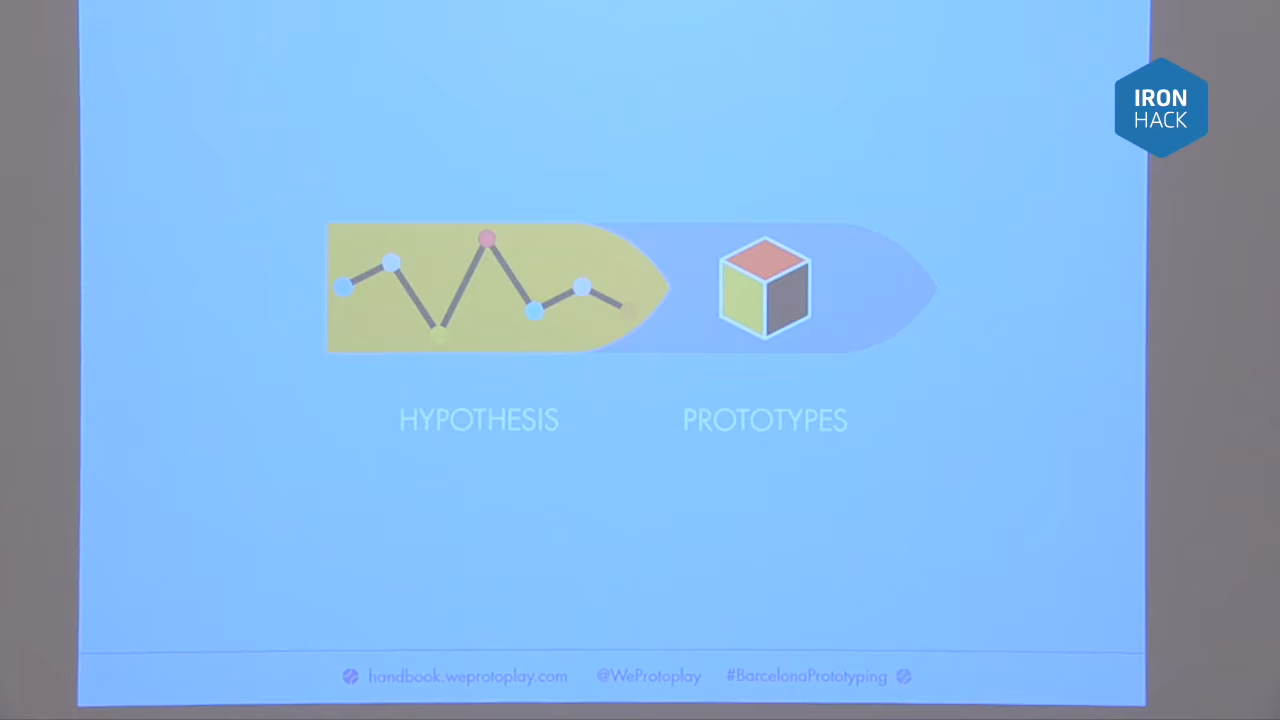 IRON
HACK
HYPOTHESIS
PROTOTYPES
handbook.weprotoplay.com @WeProtoplay #BarcelonaPrototyping